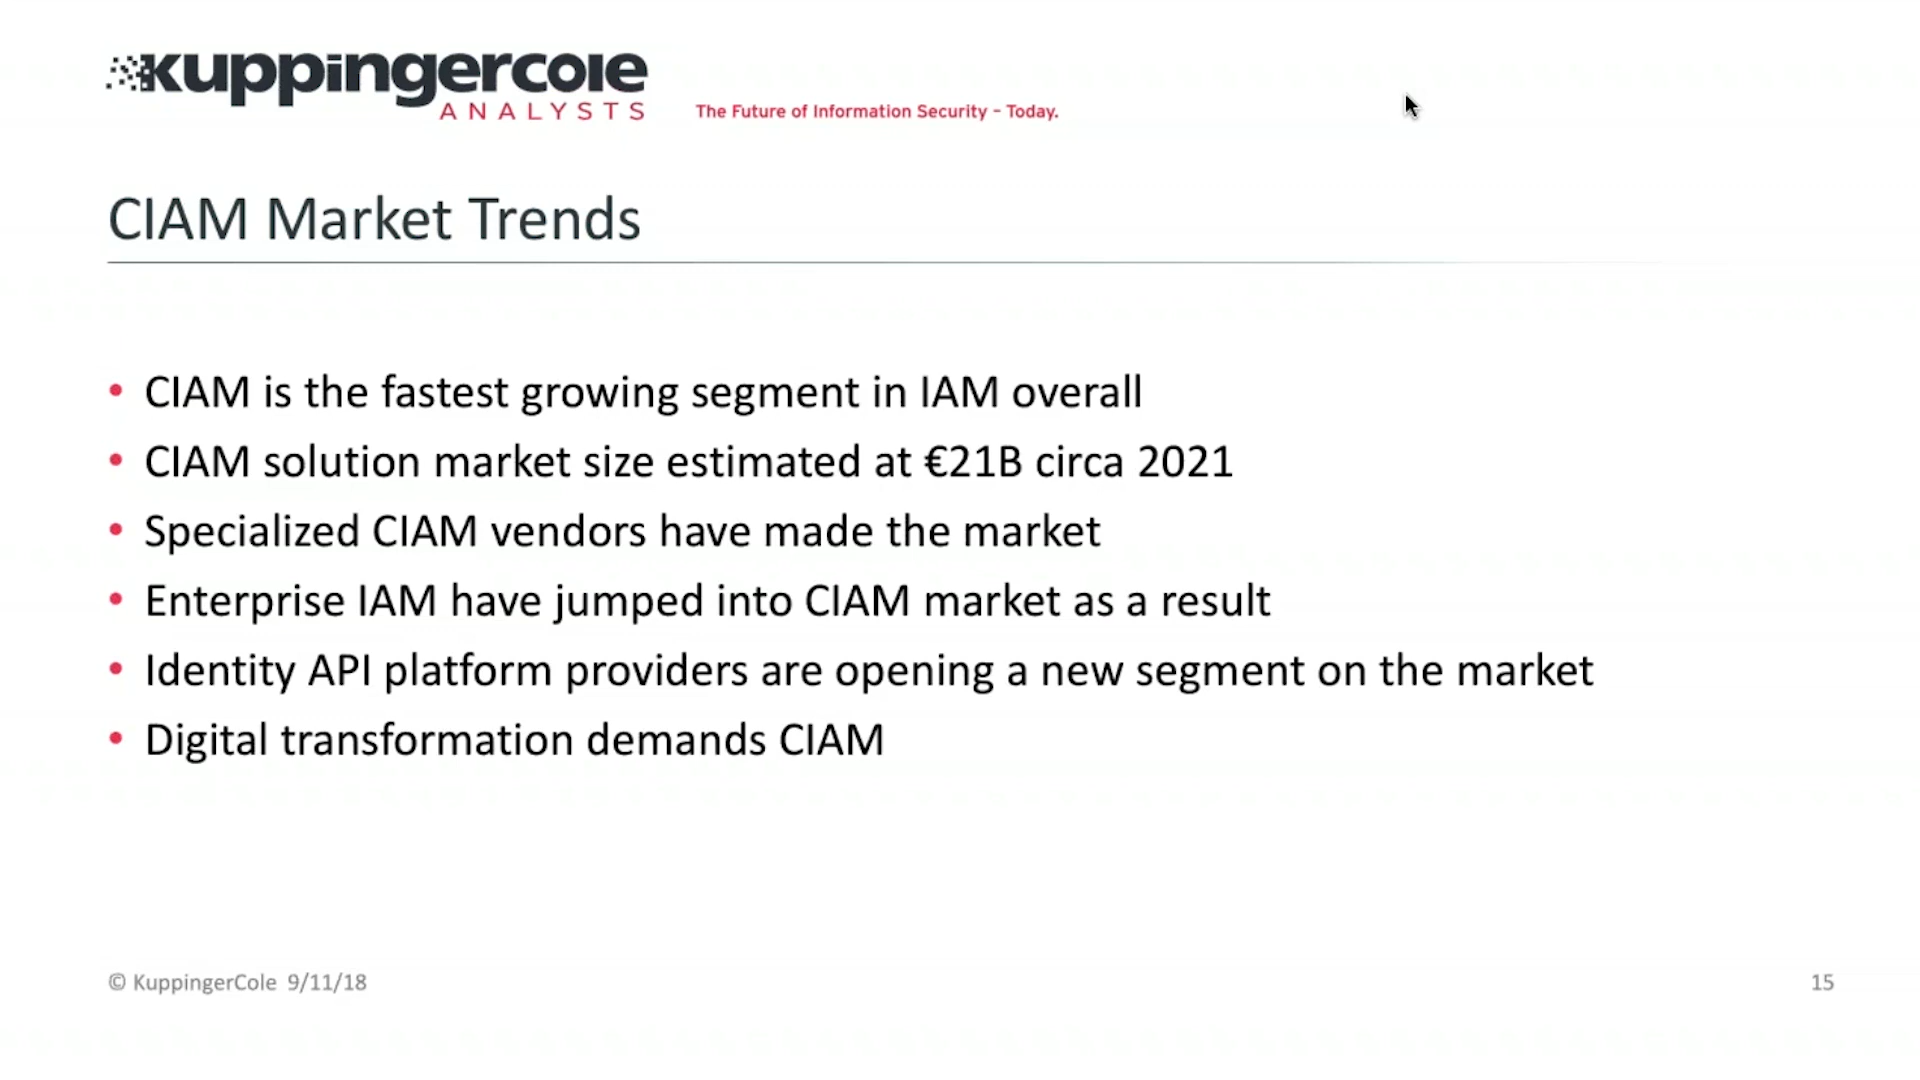 kuppingercole
ANALYSTS
The Future of Information Security - Today.
CIAM Market Trends
• CIAM is the fastest growing segment in IAM overall
• CIAM solution market size estimated at €21B circa 2021
• Specialized CIAM vendors have made the market
• Enterprise IAM have jumped into CIAM market as a result
• Identity API platform providers are opening a new segment on the market
• Digital transformation demands CIAM
© KuppingerCole 9/11/18
15